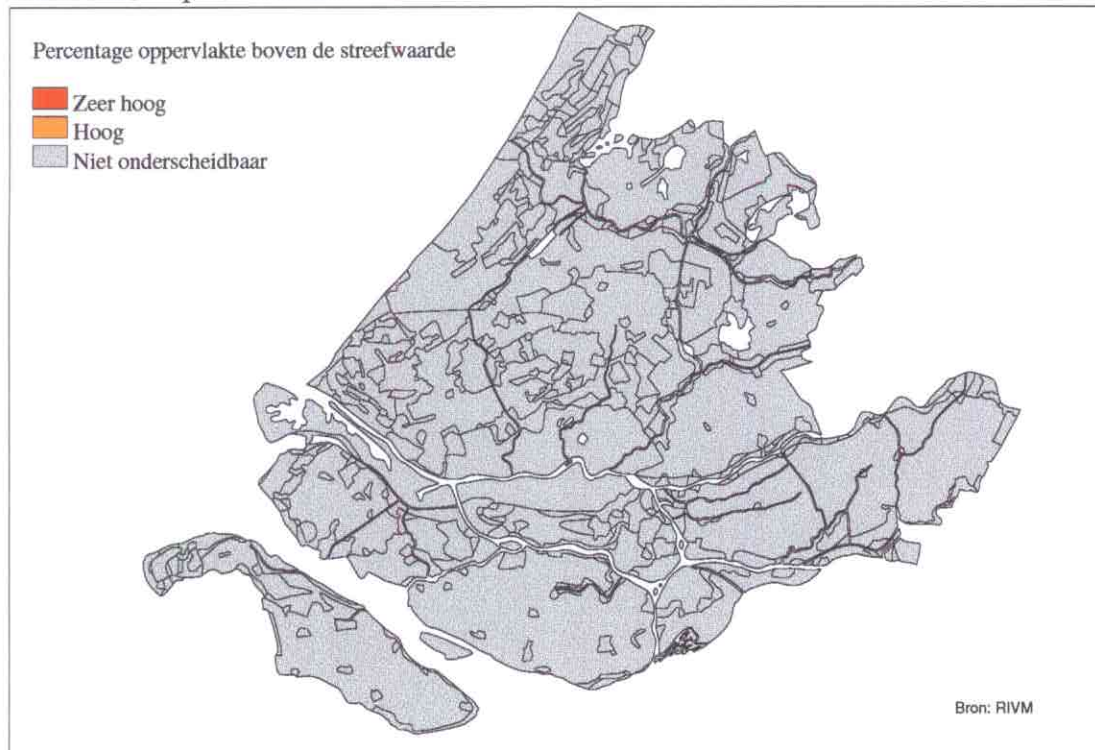 Percentage oppervlakte boven de streefwaarde
Zeer hoog
Hoog
Niet onderscheidbaar
Bron: RIVM